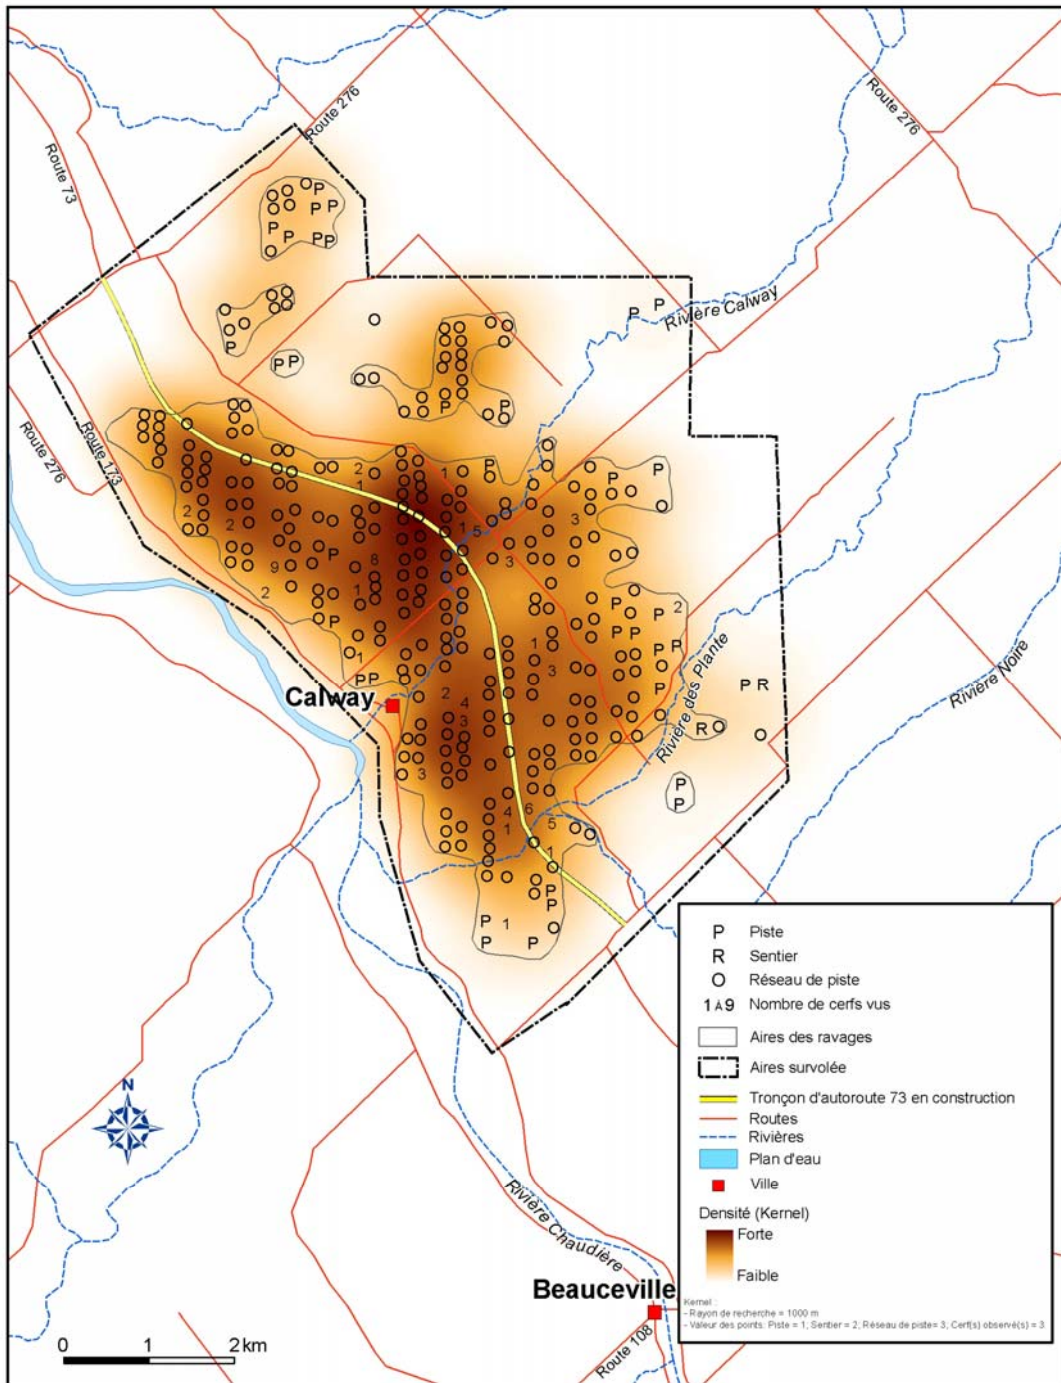 Route 276
Route 276
Route 73
Rivière Calway
Route 173
Route 276
Calway
Rivière des Plante
Rivière Noire
P Piste
R Sentier
O Réseau de piste
1 À 9 Nombre de cerfs vus
Aires des ravages
Aires survolée
Tronçon d'autoroute 73 en construction
Routes
Rivières
Plan d'eau
Ville
Densité (Kernel)
Forte
Faible
Kernel :
- Rayon de recherche = 1000 m
- Valeur des points: Piste = 1; Sentier = 2; Réseau de piste= 3; Cerf(s) observé(s) = 3
N
Rivière Chaudière
Beauceville
Route 108
0 1 2 km